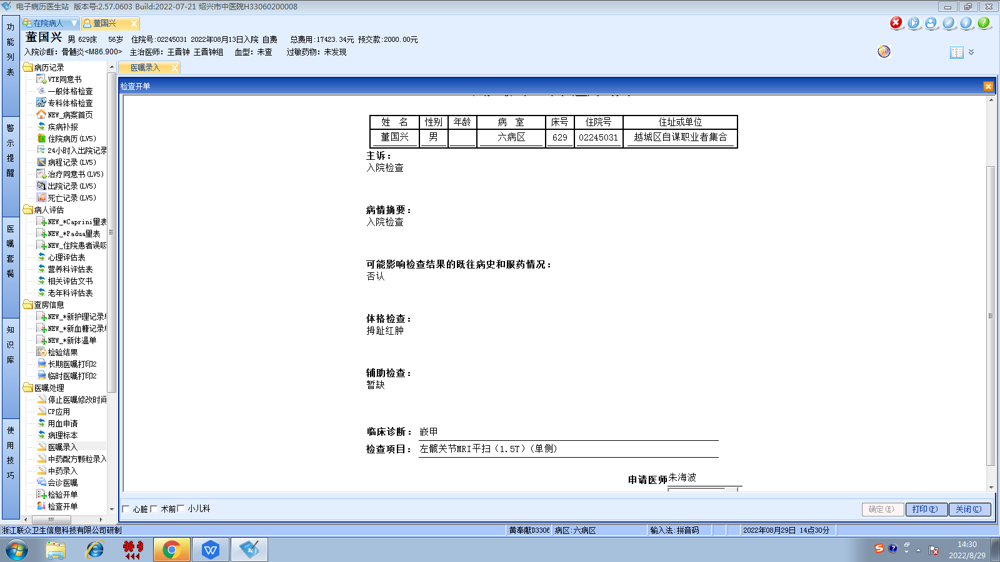 电子病历医生站 版本号:2.57.0603 Build:2022-07-21 绍兴市中医院H33060200008
在院病人
董国兴
董国兴 男 629床 56岁 住院号:02245031 2022年08月13日入院 自费 总费用:17423.34元 预交款:2000.00元
入院诊断：骨髓炎<M86.900> 主治医师：王晋钟 王晋钟组 血型：未查 过敏药物：未发现
功能列表
警示提醒
医嘱套餐
知识库
使用技巧
病历记录
VTE同意书
一般体格检查
专科体格检查
NEW_病案首页
疾病补报
住院病历(LV5)
24小时入出院记录
病程记录(LV5)
治疗同意书(LV5)
出院记录(LV5)
死亡记录(LV5)
病人评估
NEW_*Caprini量表
NEW_*Padua量表
NEW_住院患者误吸
心理评估表
营养科评估表
相关评估文书
老年科评估表
查房信息
NEW_*新护理记录单
NEW_*新血糖记录单
NEW_*新体温单
检验结果
长期医嘱打印2
临时医嘱打印2
医嘱处理
停止医嘱修改时间
CP应用
用血申请
病理标本
医嘱录入
中药配方颗粒录入
中药录入
会诊医嘱
检验开单
检查开单
医嘱录入
检查开单
姓 名 性别 年龄 病 室 床号 住院号 住址或单位
董国兴 男 六病区 629 02245031 越城区自谋职业者集合
主诉：
入院检查
病情摘要：
入院检查
可能影响检查结果的既往病史和服药情况：
否认
体格检查：
拇趾红肿
辅助检查：
暂缺
临床诊断： 嵌甲
检查项目： 左髋关节MRI平扫（1.5T）(单侧)
申请医师 朱海波
心脏 术前 小儿科
确定(E) 打印(P) 关闭(C)
浙江联众卫生信息科技有限公司研制 黄奉献D3306 病区:六病区 输入法:拼音码 2022年08月29日 14点30分
14:30
2022/8/29